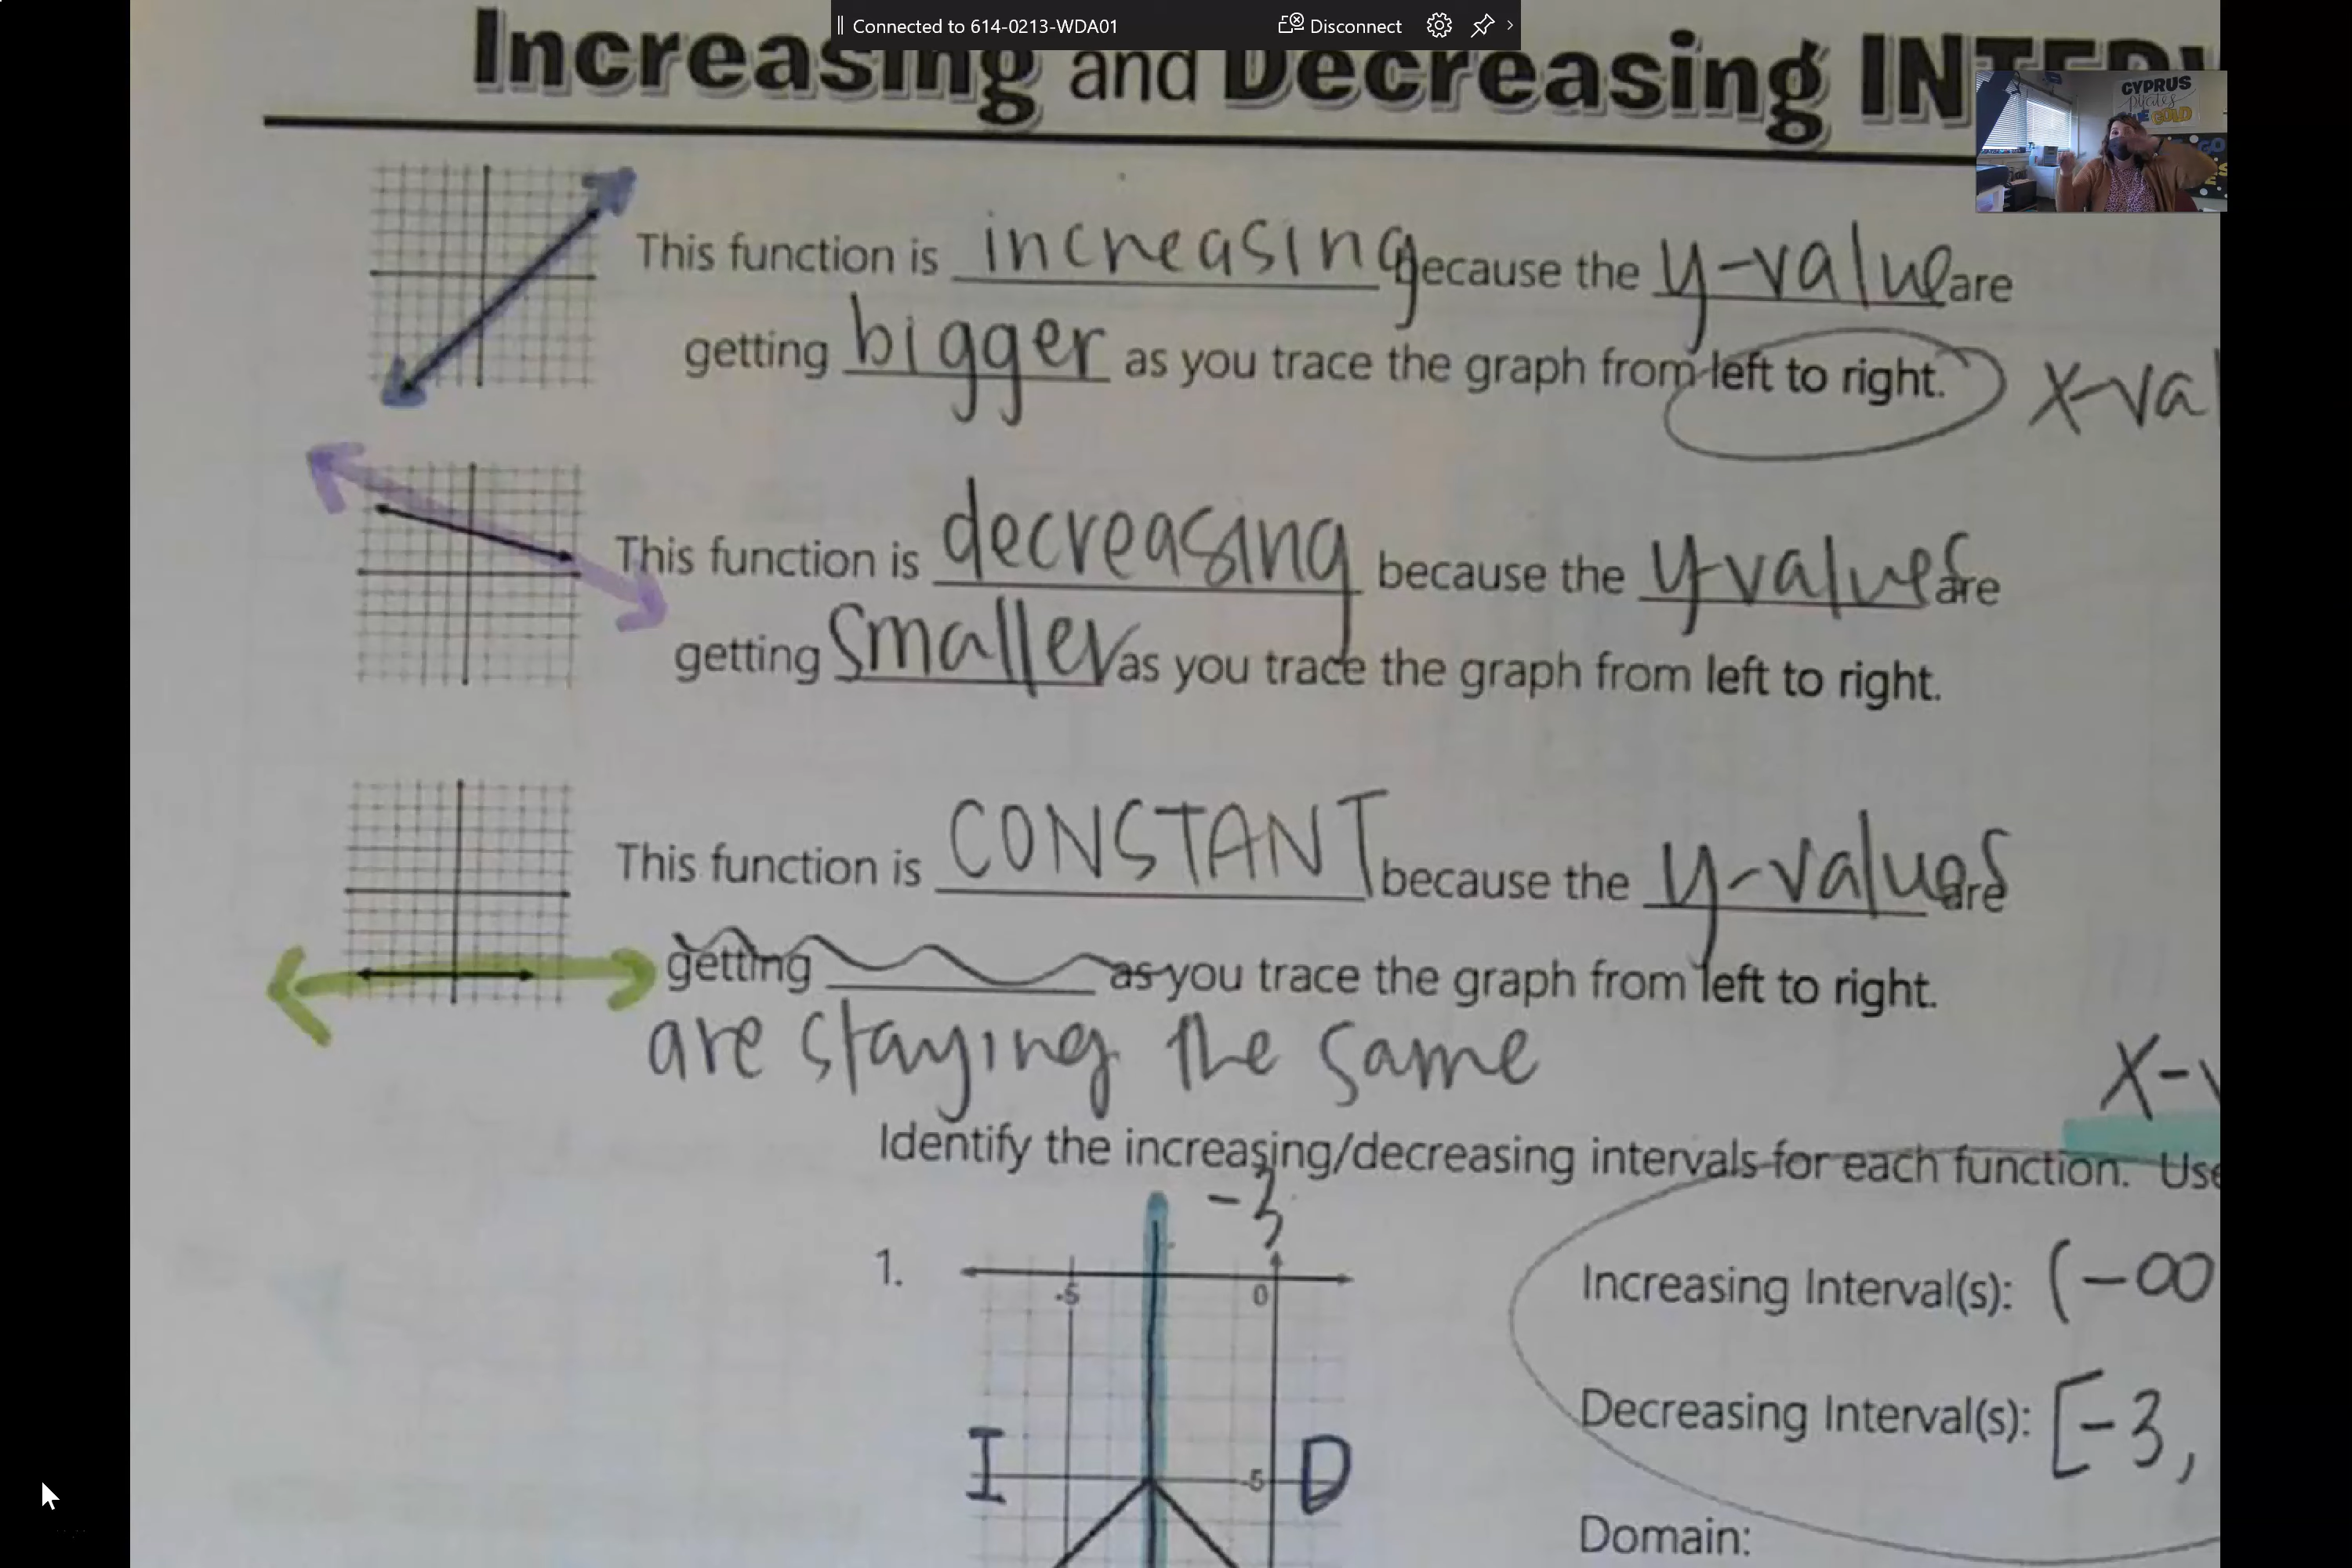 Connected to 614-0213-WDA01 Disconnect
Increasing and Decreasing
CYPRUS
pirates
GOLD
This function is increasing because the y-value are
getting bigger as you trace the graph from left to right. x-val
This function is decreasing because the y-values are
getting smaller as you trace the graph from left to right.
This function is CONSTANT because the y-values are
getting as you trace the graph from left to right.
are staying the same
x-v
Identify the increasing/decreasing intervals for each function. Use
-3
1.
-5 0
Increasing Interval(s): (-∞
Decreasing Interval(s): [-3,
I -5 D
Domain: